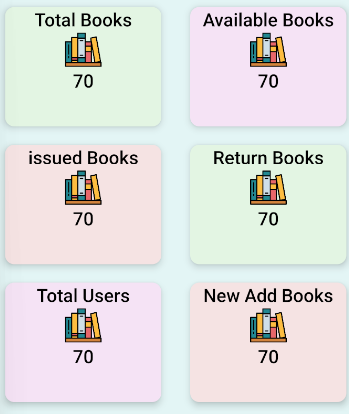 Total Books
70
Available Books
70
issued Books
70
Return Books
70
Total Users
70
New Add Books
70